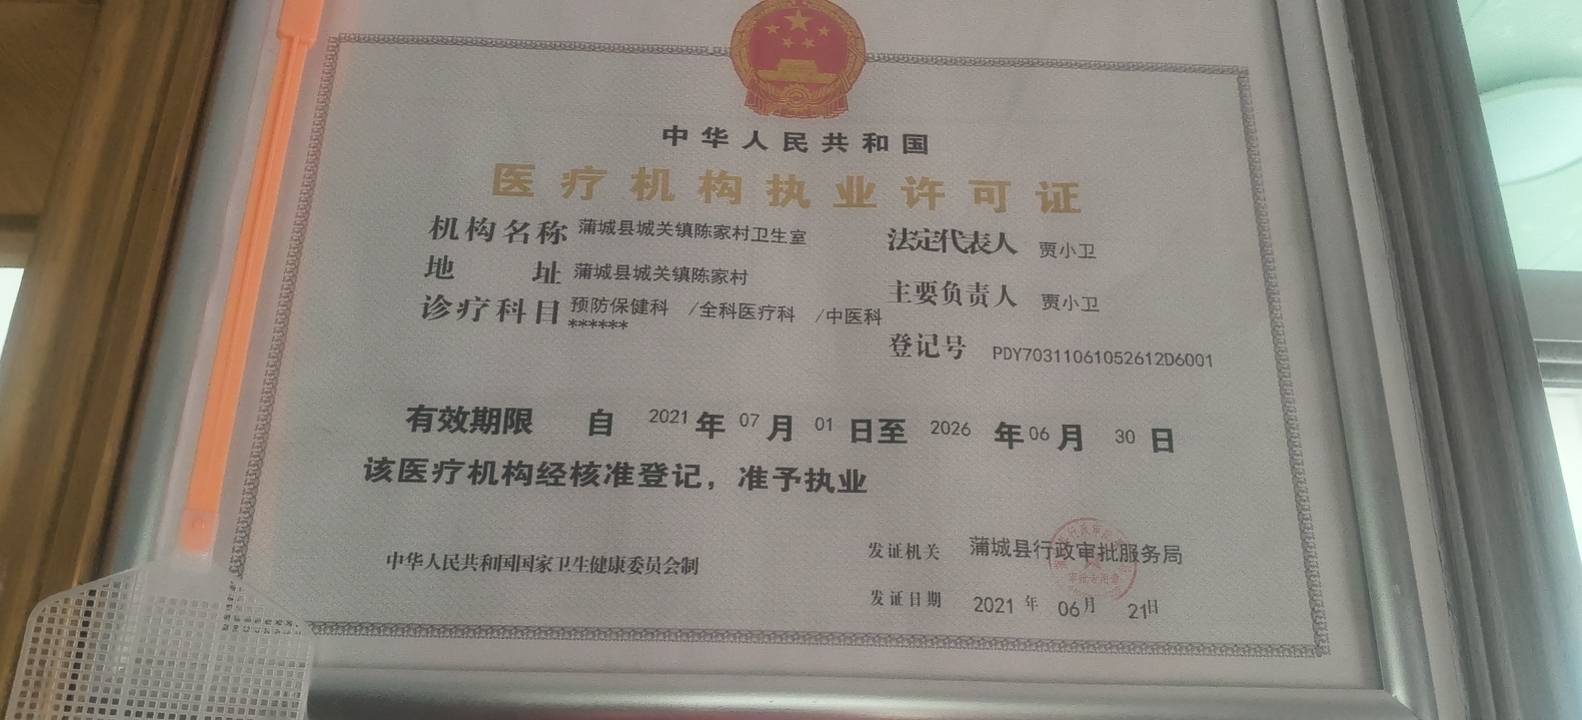 中华人民共和国
医疗机构执业许可证
机构名称 蒲城县城关镇陈家村卫生室
法定代表人 贾小卫
地 址 蒲城县城关镇陈家村
主要负责人 贾小卫
诊疗科目 预防保健科 /全科医疗科 /中医科
******
登记号 PDY70311061052612D6001
有效期限 自 2021 年 07 月 01 日至 2026 年 06 月 30 日
该医疗机构经核准登记，准予执业
中华人民共和国国家卫生健康委员会制
发证机关 蒲城县行政审批服务局
审批专用章
发证日期 2021 年 06 月 21 日